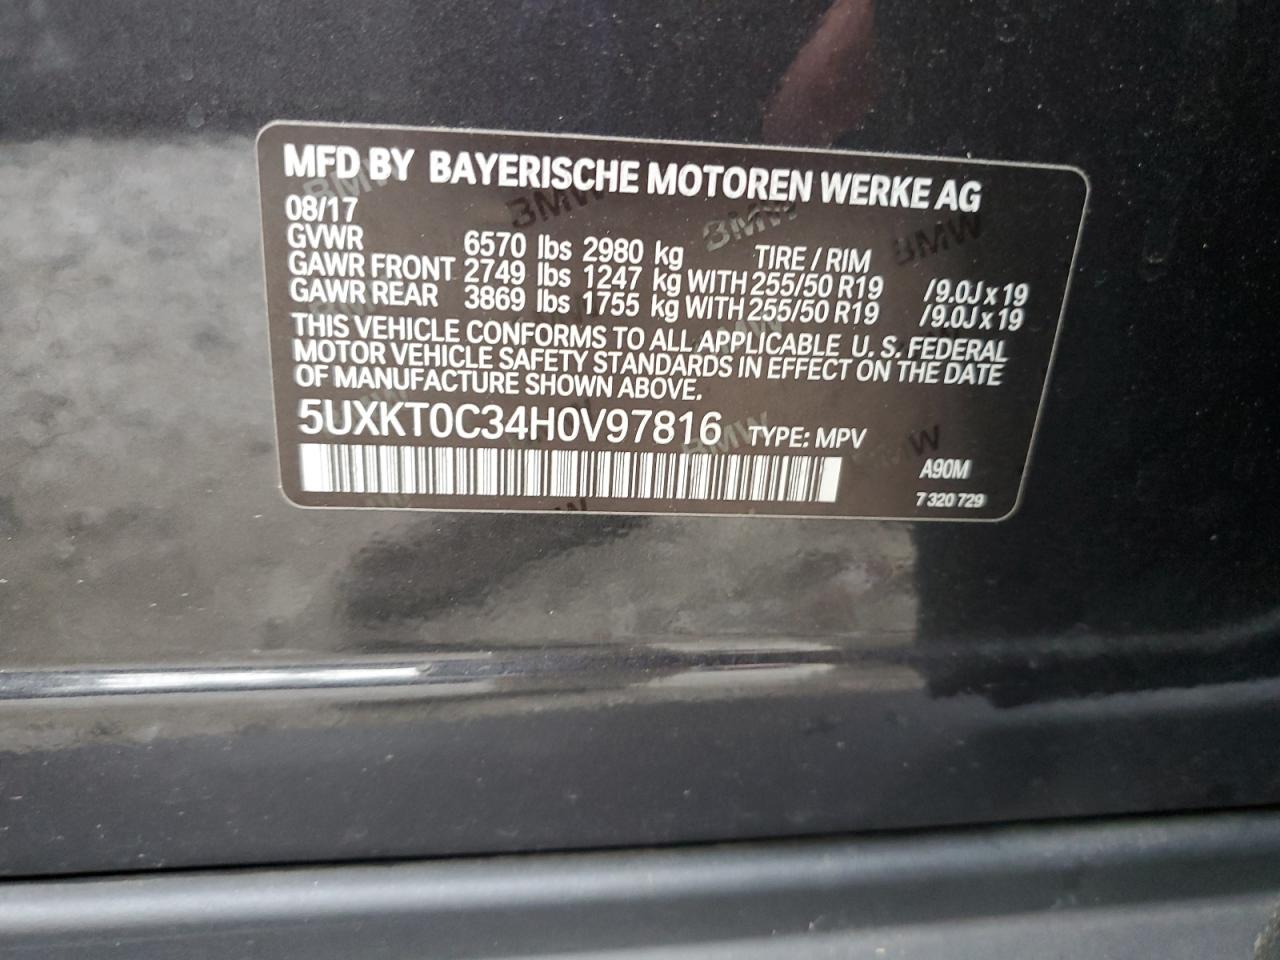 MFD BY BAYERISCHE MOTOREN WERKE AG
08/17
GVWR 6570 lbs 2980 kg TIRE / RIM
GAWR FRONT 2749 lbs 1247 kg WITH 255/50 R19 /9.0J x 19
GAWR REAR 3869 lbs 1755 kg WITH 255/50 R19 /9.0J x 19
THIS VEHICLE CONFORMS TO ALL APPLICABLE U. S. FEDERAL
MOTOR VEHICLE SAFETY STANDARDS IN EFFECT ON THE DATE
OF MANUFACTURE SHOWN ABOVE.
5UXKT0C34H0V97816 TYPE: MPV
A90M
7 320 729